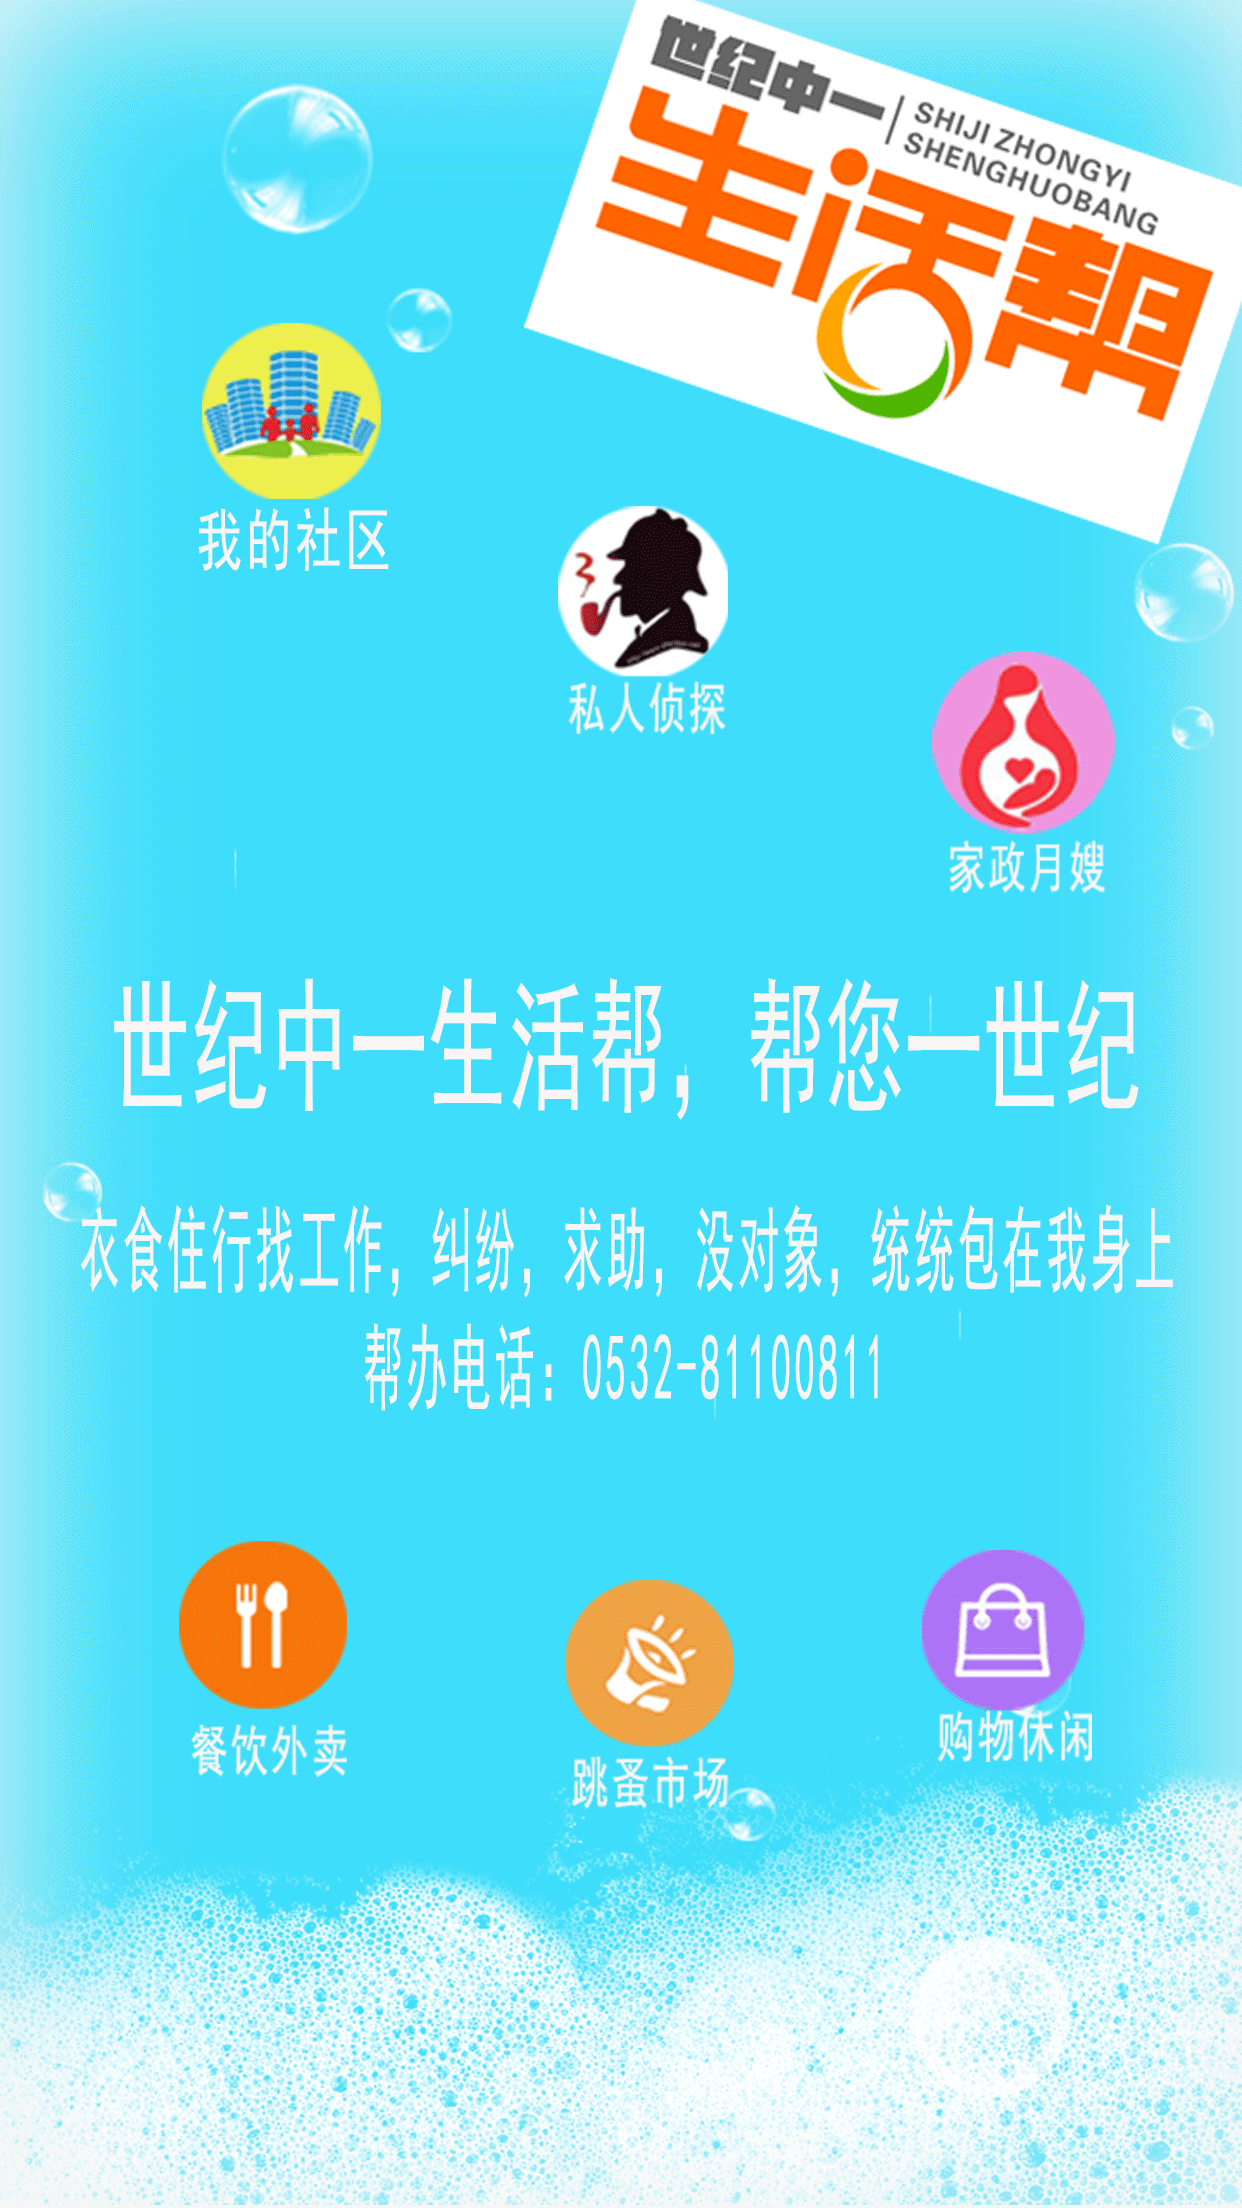 世纪中一
SHIJI ZHONGYI
SHENGHUOBANG
生活帮
我的社区
私人侦探
家政月嫂
世纪中一生活帮，帮您一世纪
衣食住行找工作，纠纷，求助，没对象，统统包在我身上
帮办电话：0532-81100811
餐饮外卖
跳蚤市场
购物休闲